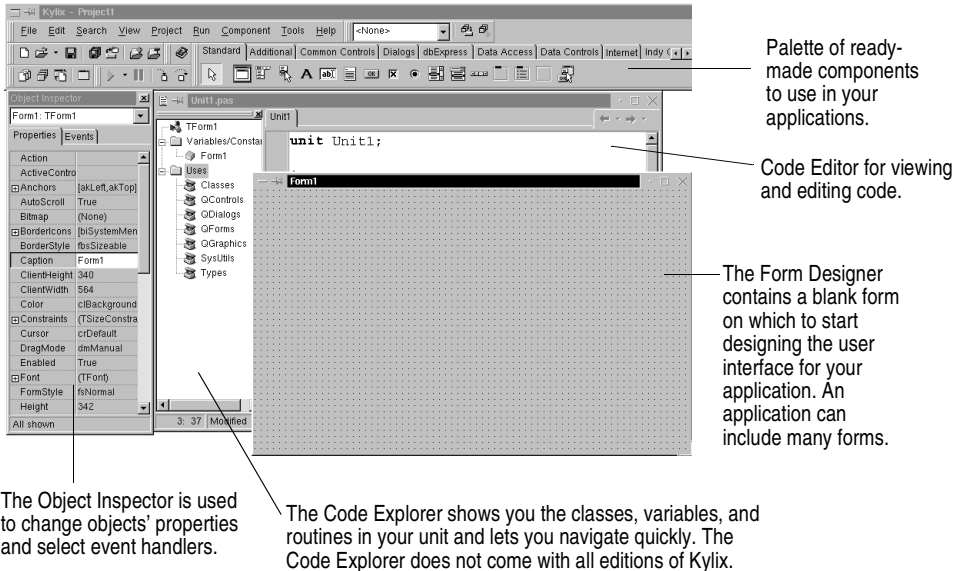 Kylix - Project1
File Edit Search View Project Run Component Tools Help <None>
Standard Additional Common Controls Dialogs dbExpress Data Access Data Controls Internet Indy C
Palette of ready-
made components
to use in your
applications.
Object Inspector
Form1: TForm1
Properties Events
Action
ActiveContro
Anchors [akLeft,akTop]
AutoScroll True
Bitmap (None)
BorderIcons [biSystemMen
BorderStyle fbsSizeable
Caption Form1
ClientHeight 340
ClientWidth 564
Color clBackground
Constraints (TSizeConstra
Cursor crDefault
DragMode dmManual
Enabled True
Font (TFont)
FormStyle fsNormal
Height 342
All shown
Unit1.pas
TForm1
Variables/Constan
Form1
Uses
Classes
QControls
QDialogs
QForms
QGraphics
SysUtils
Types
3: 37 Modified
Unit1
unit Unit1;
Form1
Code Editor for viewing
and editing code.
The Form Designer
contains a blank form
on which to start
designing the user
interface for your
application. An
application can
include many forms.
The Object Inspector is used
to change objects’ properties
and select event handlers.
The Code Explorer shows you the classes, variables, and
routines in your unit and lets you navigate quickly. The
Code Explorer does not come with all editions of Kylix.